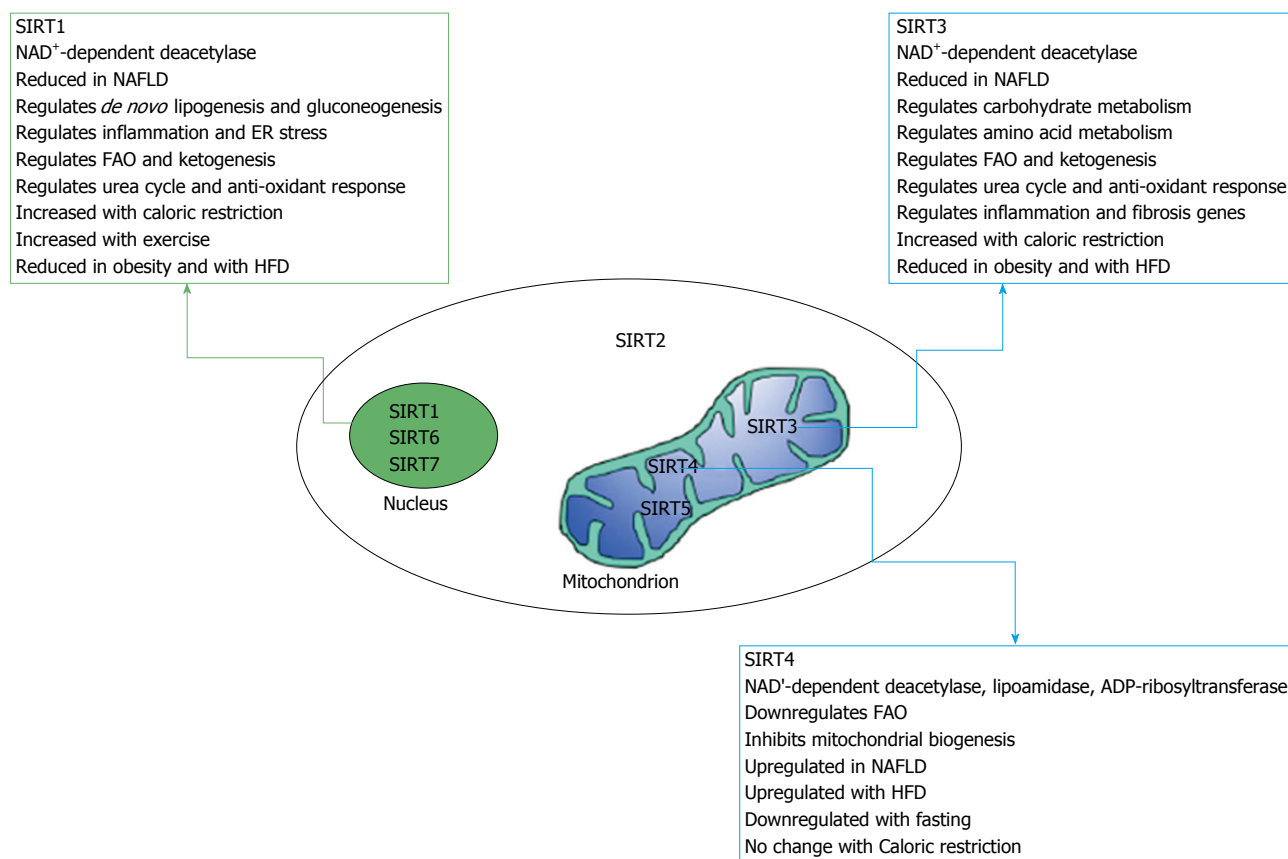 SIRT1
NAD⁺-dependent deacetylase
Reduced in NAFLD
Regulates de novo lipogenesis and gluconeogenesis
Regulates inflammation and ER stress
Regulates FAO and ketogenesis
Regulates urea cycle and anti-oxidant response
Increased with caloric restriction
Increased with exercise
Reduced in obesity and with HFD
SIRT3
NAD⁺-dependent deacetylase
Reduced in NAFLD
Regulates carbohydrate metabolism
Regulates amino acid metabolism
Regulates FAO and ketogenesis
Regulates urea cycle and anti-oxidant response
Regulates inflammation and fibrosis genes
Increased with caloric restriction
Reduced in obesity and with HFD
SIRT2
SIRT1
SIRT6
SIRT7
Nucleus
SIRT3
SIRT4
SIRT5
Mitochondrion
SIRT4
NAD'-dependent deacetylase, lipoamidase, ADP-ribosyltransferase
Downregulates FAO
Inhibits mitochondrial biogenesis
Upregulated in NAFLD
Upregulated with HFD
Downregulated with fasting
No change with Caloric restriction